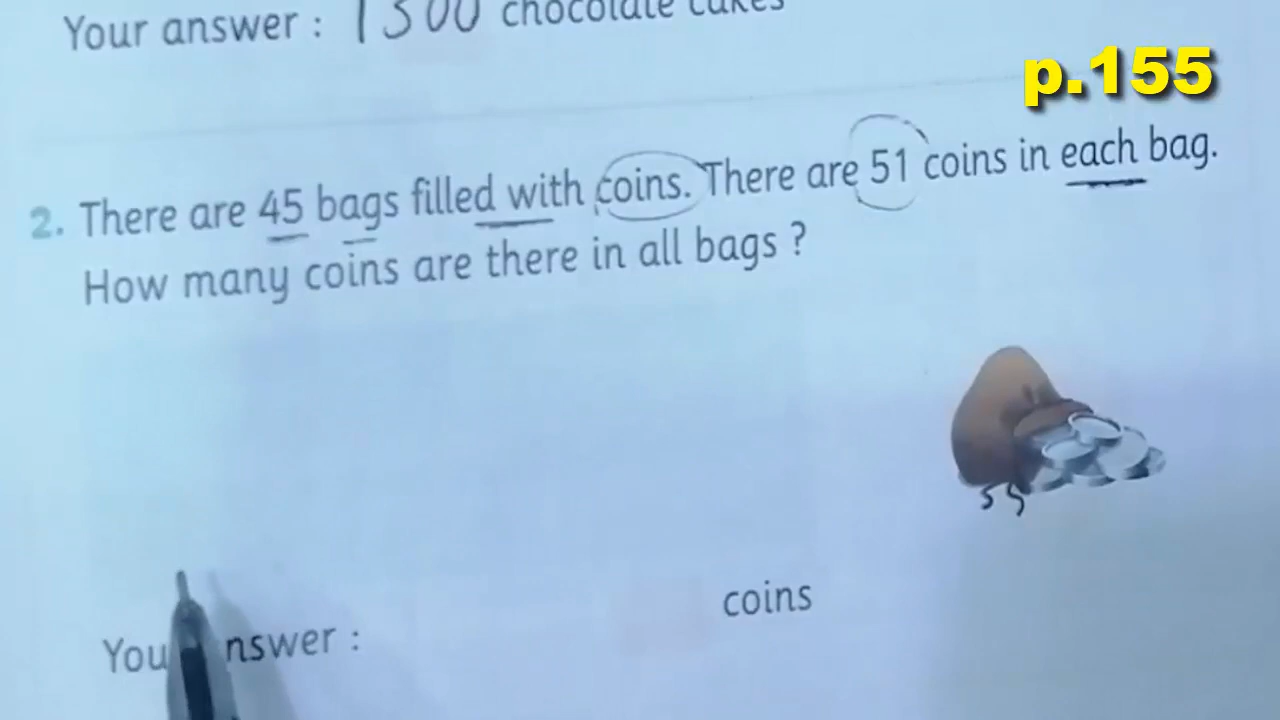 Your answer : 1300 chocolate cakes
p.155
2. There are 45 bags filled with coins. There are 51 coins in each bag.
How many coins are there in all bags ?
coins
You nswer :